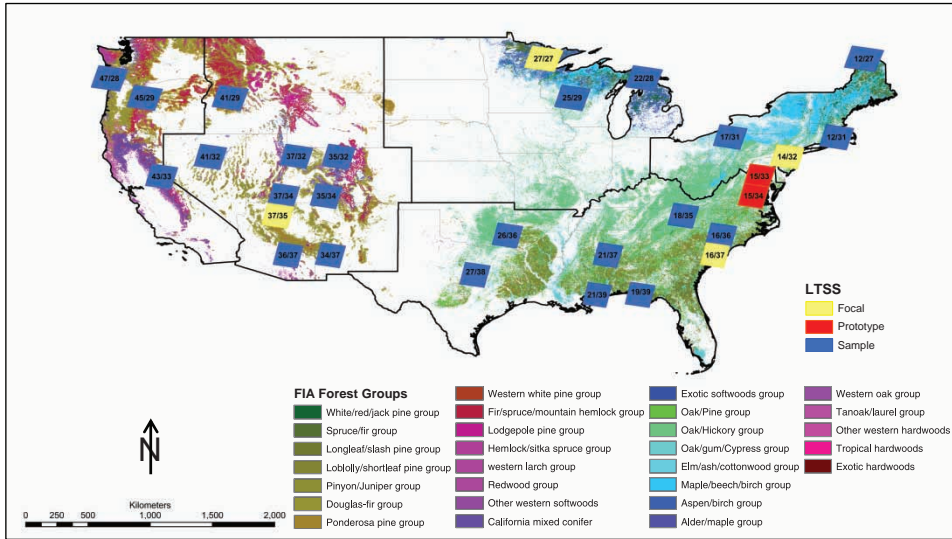 27/27
12/27
47/28
22/28
45/29
41/29
25/29
17/31
12/31
41/32
37/32
35/32
14/32
43/33
15/33
37/34
35/34
15/34
37/35
18/35
26/36
16/36
36/37
34/37
21/37
16/37
27/38
21/39
19/39
LTSS
Focal
Prototype
Sample
FIA Forest Groups
White/red/jack pine group
Spruce/fir group
Longleaf/slash pine group
Loblolly/shortleaf pine group
Pinyon/Juniper group
Douglas-fir group
Ponderosa pine group
Western white pine group
Fir/spruce/mountain hemlock group
Lodgepole pine group
Hemlock/sitka spruce group
western larch group
Redwood group
Other western softwoods
California mixed conifer
Exotic softwoods group
Oak/Pine group
Oak/Hickory group
Oak/gum/Cypress group
Elm/ash/cottonwood group
Maple/beech/birch group
Aspen/birch group
Alder/maple group
Western oak group
Tanoak/laurel group
Other western hardwoods
Tropical hardwoods
Exotic hardwoods
N
Kilometers
0 250 500 1,000 1,500 2,000